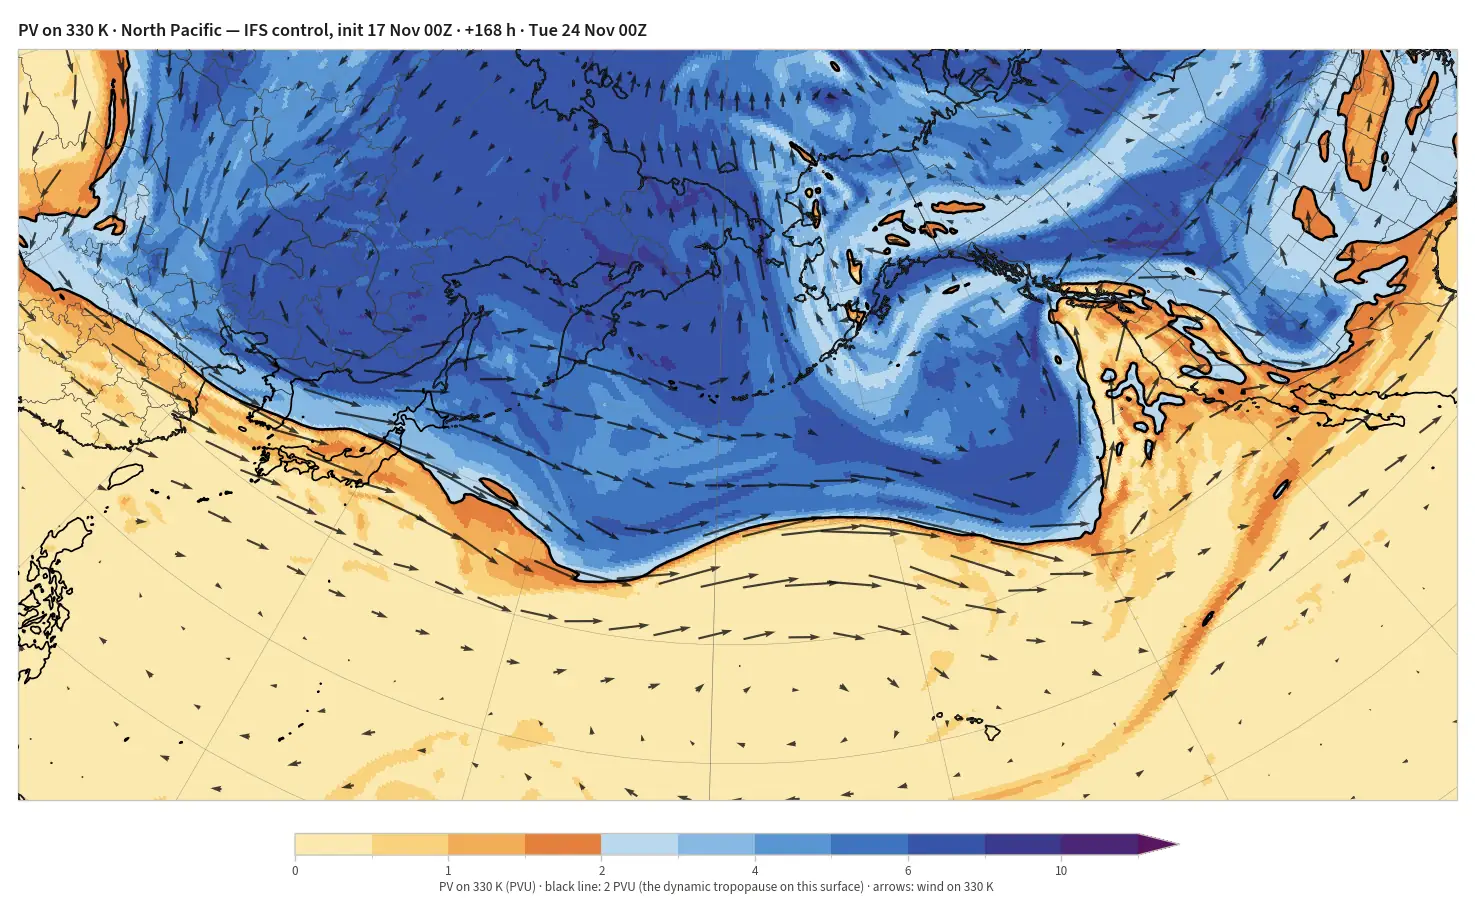 PV on 330 K · North Pacific — IFS control, init 17 Nov 00Z · +168 h · Tue 24 Nov 00Z
0 1 2 4 6 10
PV on 330 K (PVU) · black line: 2 PVU (the dynamic tropopause on this surface) · arrows: wind on 330 K